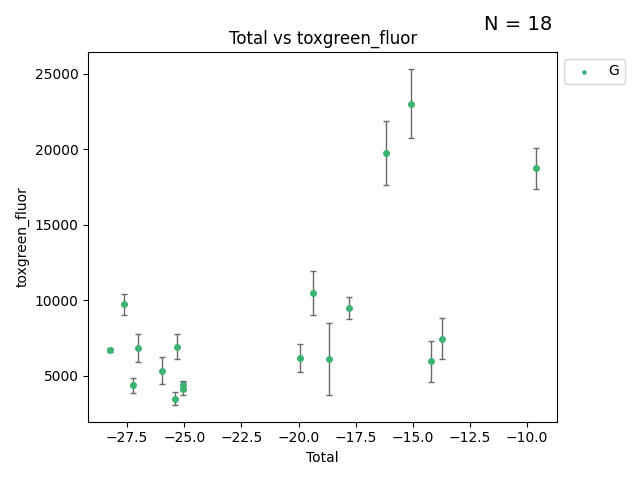 N = 18
Total vs toxgreen_fluor
G
25000
20000
15000
10000
5000
toxgreen_fluor
−27.5 −25.0 −22.5 −20.0 −17.5 −15.0 −12.5 −10.0
Total